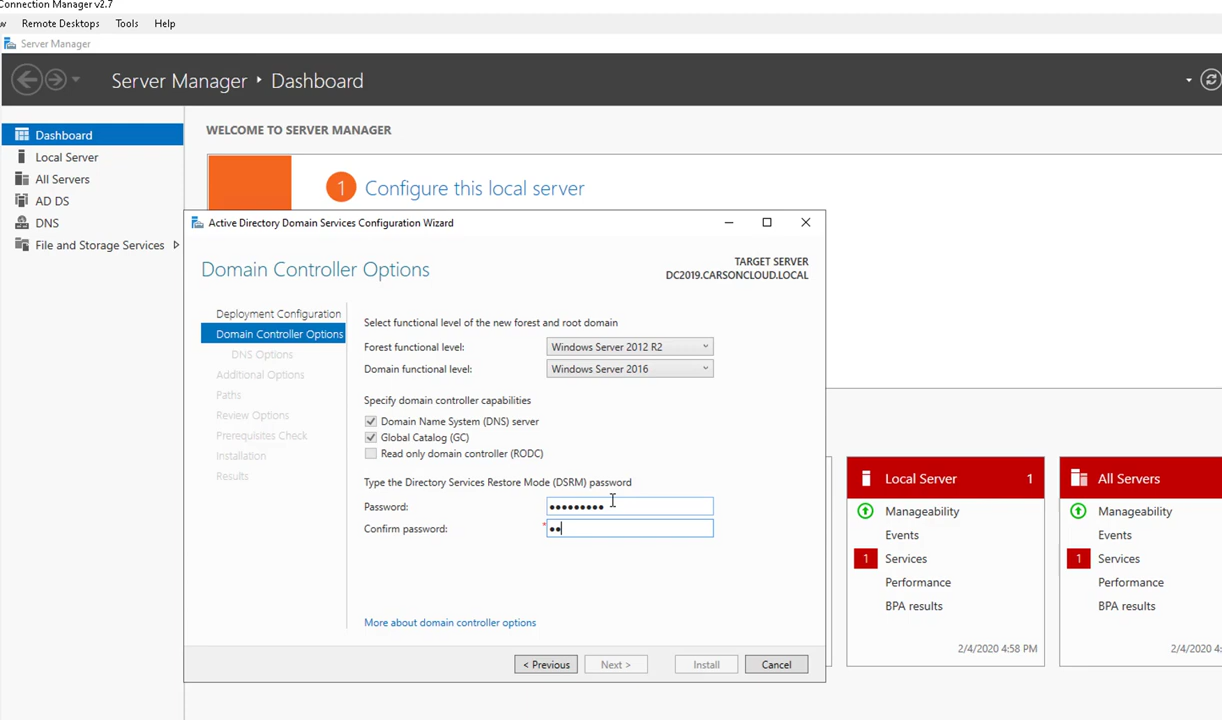 Connection Manager v2.7
w Remote Desktops Tools Help
Server Manager
Server Manager ‣ Dashboard
Dashboard
Local Server
All Servers
AD DS
DNS
File and Storage Services
WELCOME TO SERVER MANAGER
1 Configure this local server
Active Directory Domain Services Configuration Wizard
Domain Controller Options
TARGET SERVER
DC2019.CARSONCLOUD.LOCAL
Deployment Configuration
Domain Controller Options
DNS Options
Additional Options
Paths
Review Options
Prerequisites Check
Installation
Results
Select functional level of the new forest and root domain
Forest functional level: Windows Server 2012 R2
Domain functional level: Windows Server 2016
Specify domain controller capabilities
Domain Name System (DNS) server
Global Catalog (GC)
Read only domain controller (RODC)
Type the Directory Services Restore Mode (DSRM) password
Password: •••••••••
Confirm password: * ••
More about domain controller options
< Previous Next > Install Cancel
Local Server 1
Manageability
Events
1 Services
Performance
BPA results
2/4/2020 4:58 PM
All Servers
Manageability
Events
1 Services
Performance
BPA results
2/4/2020 4: